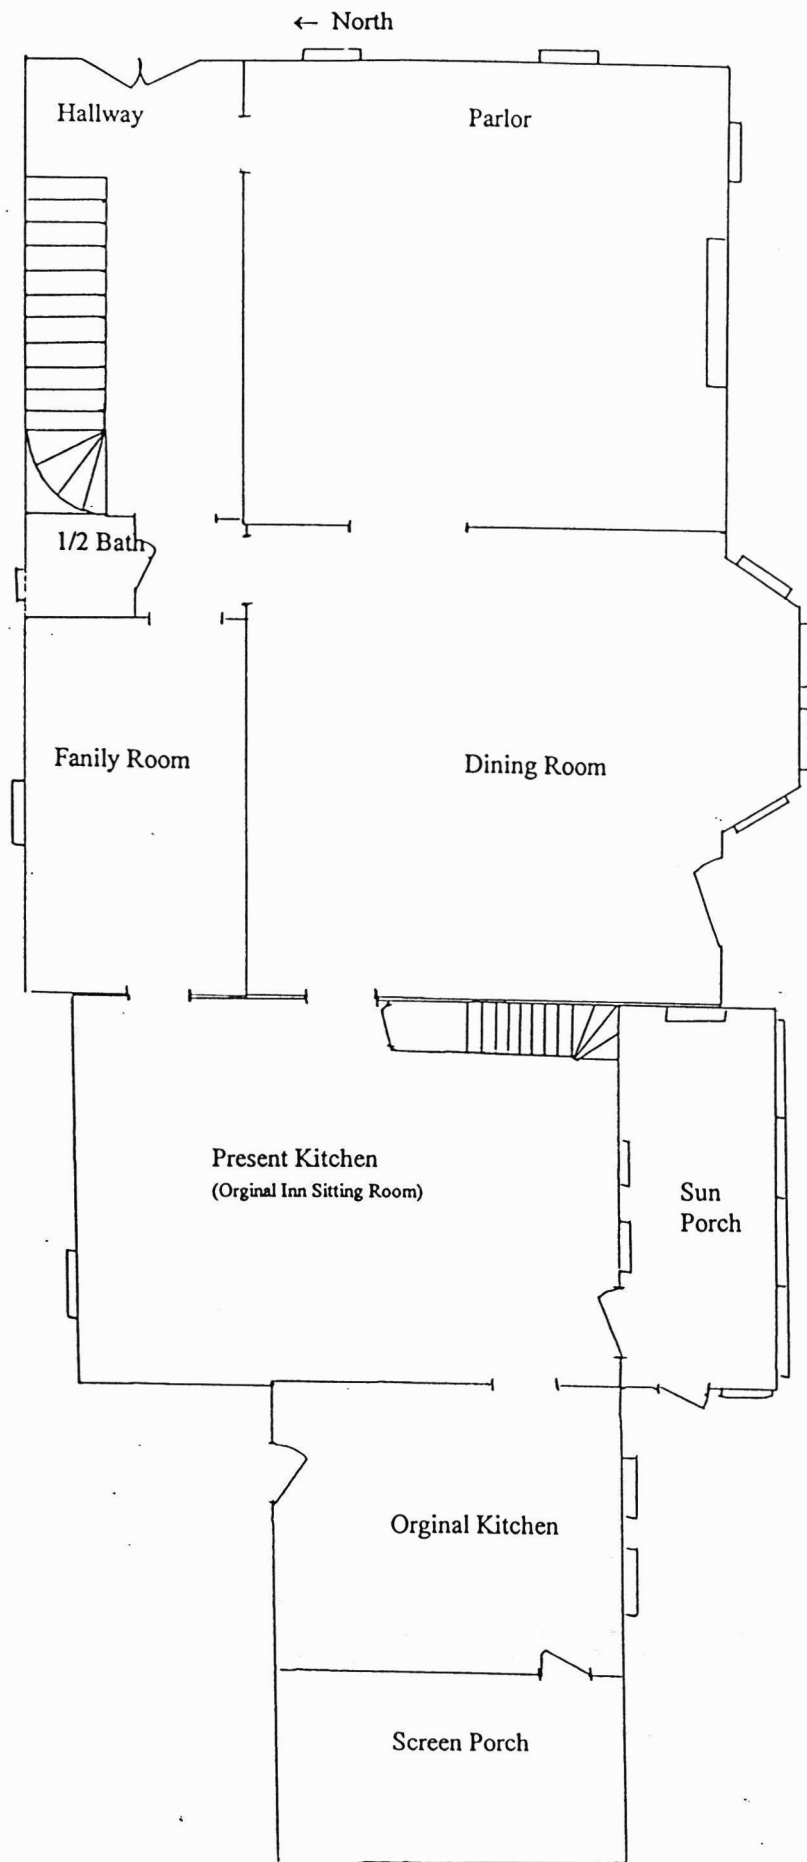 ← North
Hallway
Parlor
1/2 Bath
Fanily Room
Dining Room
Present Kitchen
(Orginal Inn Sitting Room)
Sun
Porch
Orginal Kitchen
Screen Porch